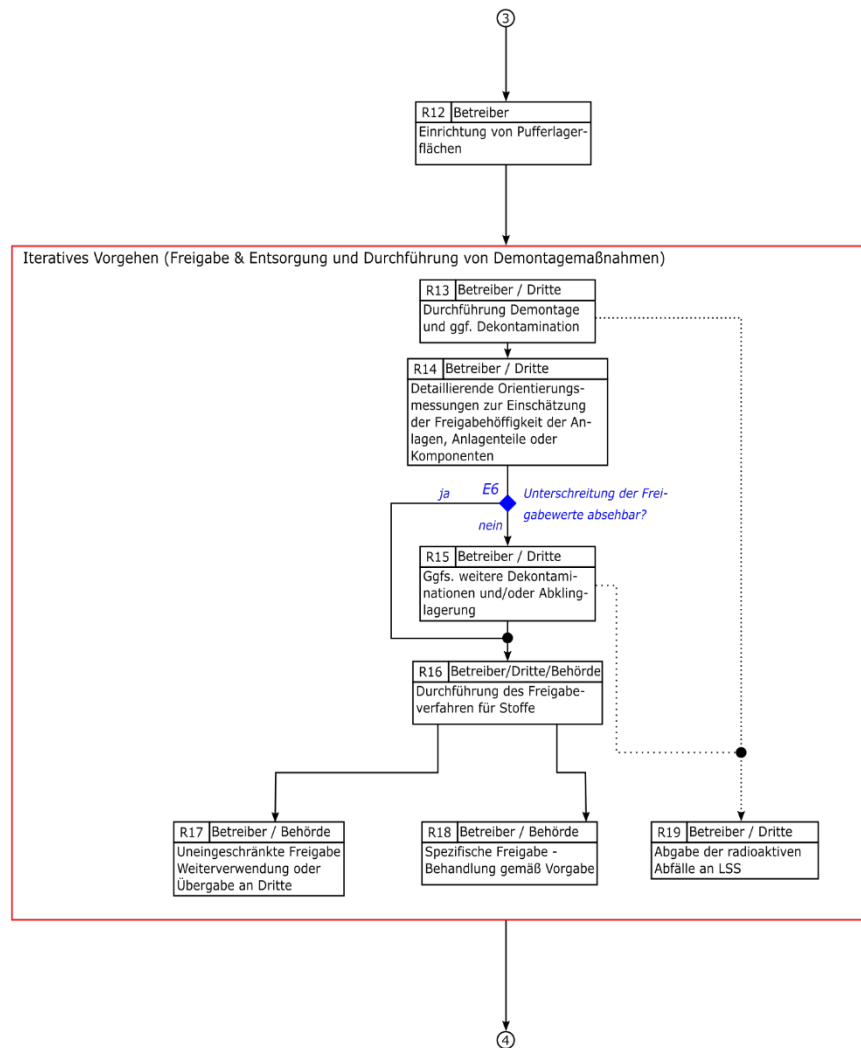 3
R12 Betreiber
Einrichtung von Pufferlager-
flächen
Iteratives Vorgehen (Freigabe & Entsorgung und Durchführung von Demontagemaßnahmen)
R13 Betreiber / Dritte
Durchführung Demontage
und ggf. Dekontamination
R14 Betreiber / Dritte
Detaillierende Orientierungs-
messungen zur Einschätzung
der Freigabehöffigkeit der An-
lagen, Anlagenteile oder
Komponenten
ja
E6
Unterschreitung der Frei-
gabewerte absehbar?
nein
R15 Betreiber / Dritte
Ggfs. weitere Dekontami-
nationen und/oder Abkling-
lagerung
R16 Betreiber/Dritte/Behörde
Durchführung des Freigabe-
verfahren für Stoffe
R17 Betreiber / Behörde
Uneingeschränkte Freigabe
Weiterverwendung oder
Übergabe an Dritte
R18 Betreiber / Behörde
Spezifische Freigabe -
Behandlung gemäß Vorgabe
R19 Betreiber / Dritte
Abgabe der radioaktiven
Abfälle an LSS
4